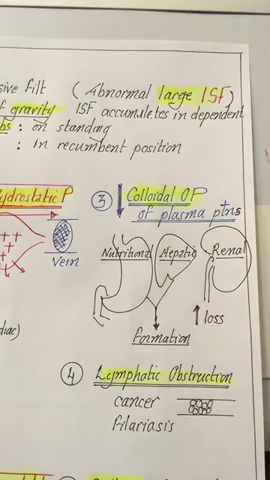 sive filt (Abnormal large ISF)
f gravity ISF accumuletes in dependent
bs : on standing
: in recumbent position
ydrostatic P
③ ↓ Colloidal OP
of plasma ptns
+ +
+ + +
+ +
Vein
Nutritional Hepatic Renal
↑ loss
Formation
diac)
④ Lymphatic Obstruction
cancer
Filariasis